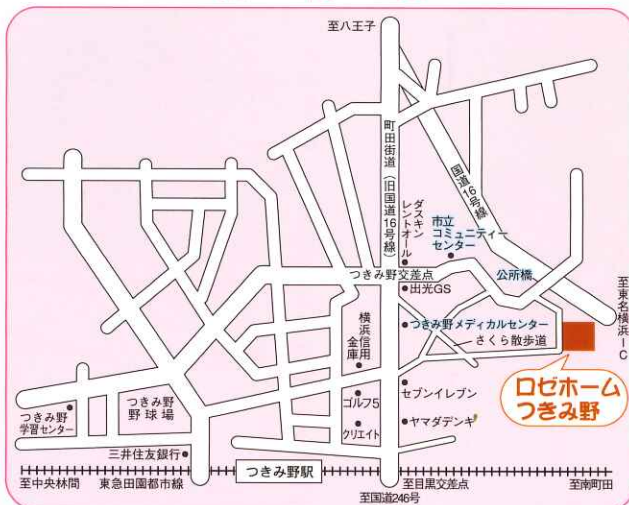 至八王子
町田街道（旧国道16号線）
国道16号線
ダスキン
レントオール
市立
コミュニティー
センター
つきみ野交差点
公所橋
至東名横浜IC
出光GS
横浜信用
金庫
つきみ野メディカルセンター
さくら散歩道
ロゼホーム
つきみ野
セブンイレブン
ゴルフ5
つきみ野
学習センター
つきみ野
野球場
クリエイト
ヤマダデンキ
三井住友銀行
つきみ野駅
至中央林間
東急田園都市線
至目黒交差点
至南町田
至国道246号